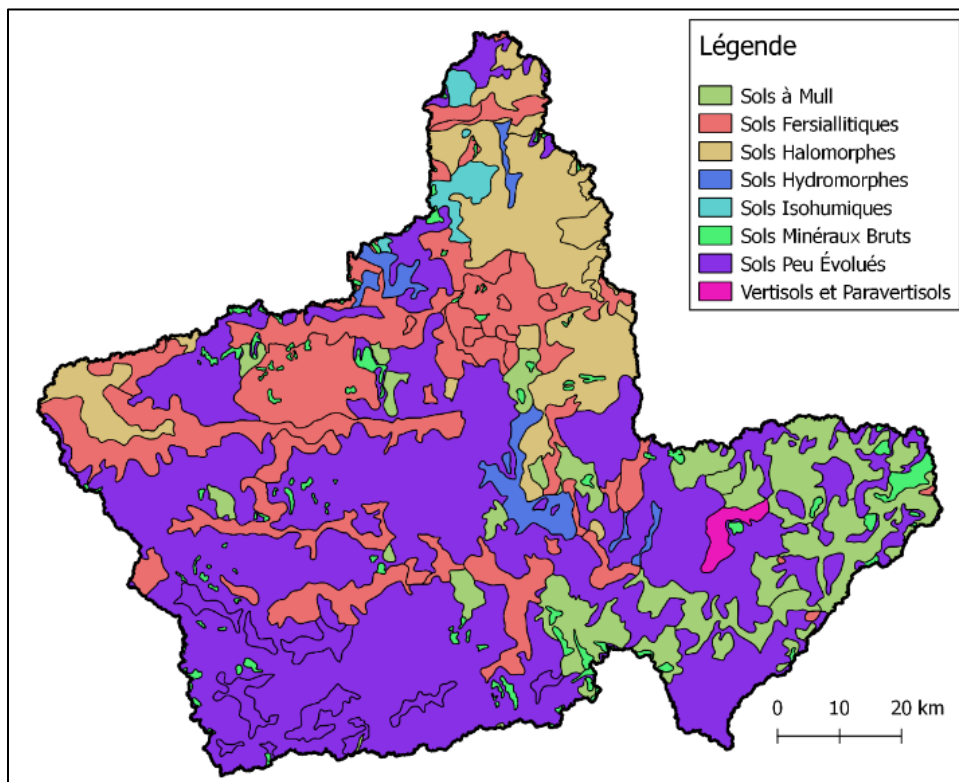 Légende
Sols à Mull
Sols Fersiallitiques
Sols Halomorphes
Sols Hydromorphes
Sols Isohumiques
Sols Minéraux Bruts
Sols Peu Évolués
Vertisols et Paravertisols
0 10 20 km